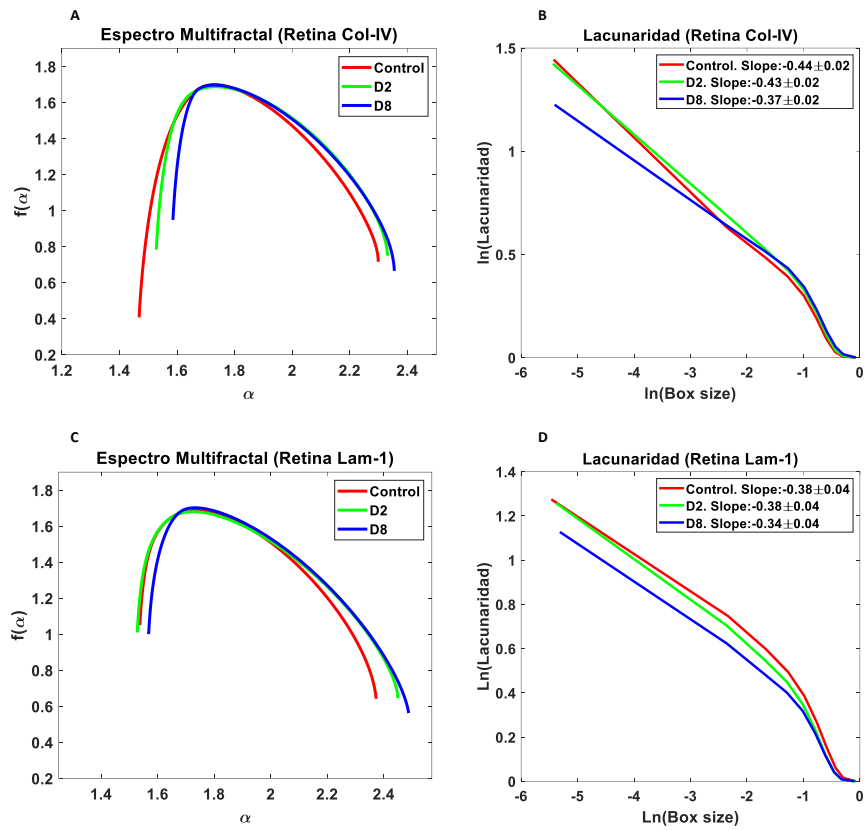 A
Espectro Multifractal (Retina Col-IV)
1.8
1.6
1.4
1.2
1
0.8
0.6
0.4
0.2
f(α)
1.2
1.4
1.6
1.8
2
2.2
2.4
α
Control
D2
D8
B
Lacunaridad (Retina Col-IV)
1.5
1
0.5
0
ln(Lacunaridad)
-6
-5
-4
-3
-2
-1
0
ln(Box size)
Control. Slope:-0.44±0.02
D2. Slope:-0.43±0.02
D8. Slope:-0.37±0.02
C
Espectro Multifractal (Retina Lam-1)
1.8
1.6
1.4
1.2
1
0.8
0.6
0.4
0.2
f(α)
1.4
1.6
1.8
2
2.2
2.4
α
Control
D2
D8
D
Lacunaridad (Retina Lam-1)
1.4
1.2
1
0.8
0.6
0.4
0.2
0
Ln(Lacunaridad)
-6
-5
-4
-3
-2
-1
0
Ln(Box size)
Control. Slope:-0.38±0.04
D2. Slope:-0.38±0.04
D8. Slope:-0.34±0.04